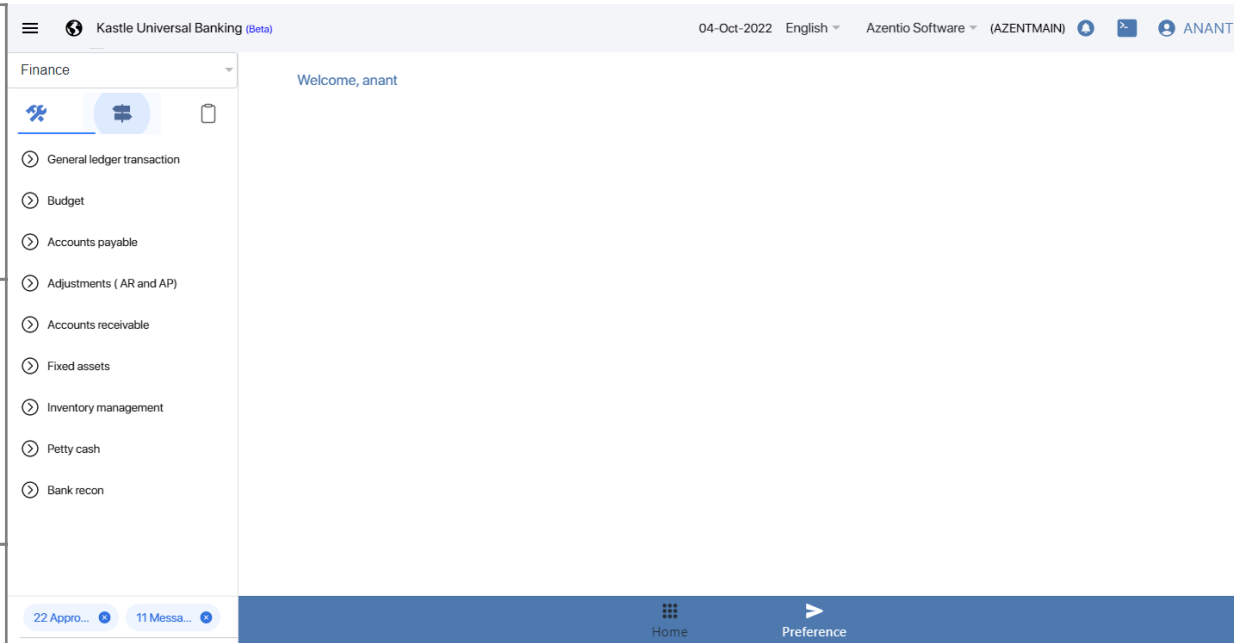 Kastle Universal Banking (Beta)
04-Oct-2022 English Azentio Software (AZENTMAIN) ANANT
Finance
Welcome, anant
General ledger transaction
Budget
Accounts payable
Adjustments ( AR and AP)
Accounts receivable
Fixed assets
Inventory management
Petty cash
Bank recon
22 Appro... 11 Messa...
Home Preference